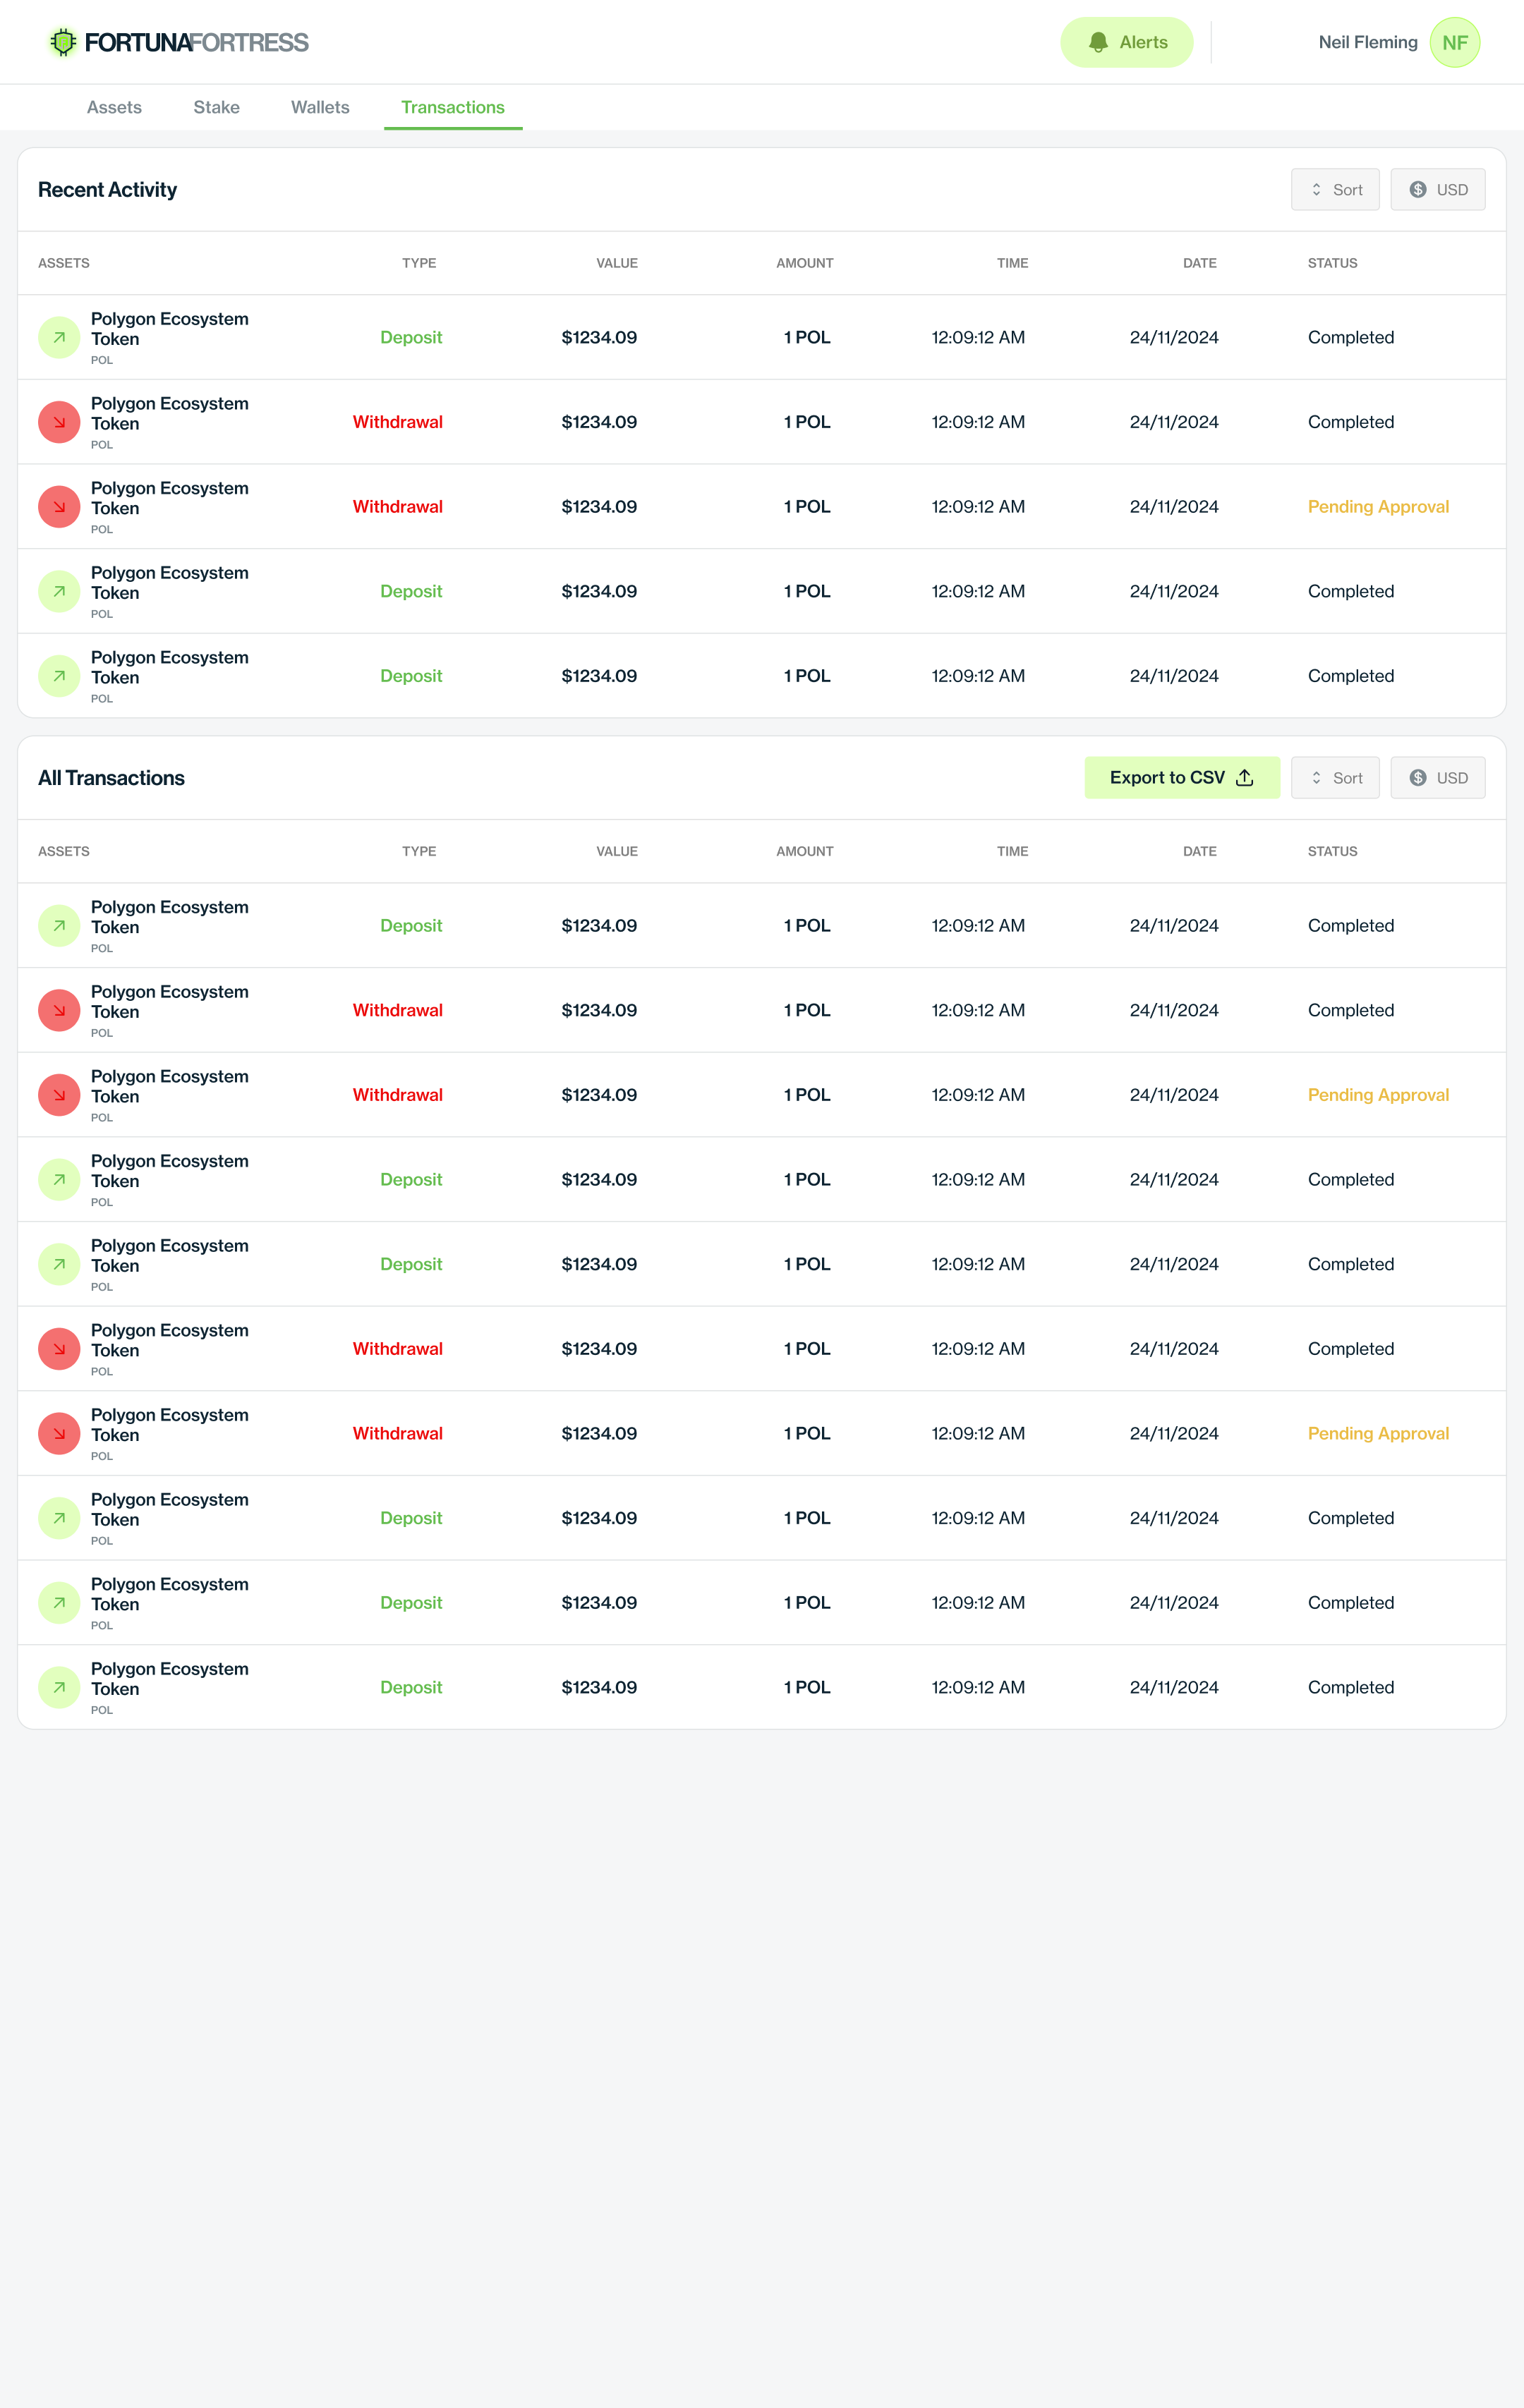 FORTUNAFORTRESS
Alerts
Neil Fleming
NF
Assets Stake Wallets Transactions
Recent Activity
Sort
$ USD
ASSETS TYPE VALUE AMOUNT TIME DATE STATUS
Polygon Ecosystem
Token
POL
Deposit $1234.09 1 POL 12:09:12 AM 24/11/2024 Completed
Polygon Ecosystem
Token
POL
Withdrawal $1234.09 1 POL 12:09:12 AM 24/11/2024 Completed
Polygon Ecosystem
Token
POL
Withdrawal $1234.09 1 POL 12:09:12 AM 24/11/2024 Pending Approval
Polygon Ecosystem
Token
POL
Deposit $1234.09 1 POL 12:09:12 AM 24/11/2024 Completed
Polygon Ecosystem
Token
POL
Deposit $1234.09 1 POL 12:09:12 AM 24/11/2024 Completed
All Transactions
Export to CSV
Sort
$ USD
ASSETS TYPE VALUE AMOUNT TIME DATE STATUS
Polygon Ecosystem
Token
POL
Deposit $1234.09 1 POL 12:09:12 AM 24/11/2024 Completed
Polygon Ecosystem
Token
POL
Withdrawal $1234.09 1 POL 12:09:12 AM 24/11/2024 Completed
Polygon Ecosystem
Token
POL
Withdrawal $1234.09 1 POL 12:09:12 AM 24/11/2024 Pending Approval
Polygon Ecosystem
Token
POL
Deposit $1234.09 1 POL 12:09:12 AM 24/11/2024 Completed
Polygon Ecosystem
Token
POL
Deposit $1234.09 1 POL 12:09:12 AM 24/11/2024 Completed
Polygon Ecosystem
Token
POL
Withdrawal $1234.09 1 POL 12:09:12 AM 24/11/2024 Completed
Polygon Ecosystem
Token
POL
Withdrawal $1234.09 1 POL 12:09:12 AM 24/11/2024 Pending Approval
Polygon Ecosystem
Token
POL
Deposit $1234.09 1 POL 12:09:12 AM 24/11/2024 Completed
Polygon Ecosystem
Token
POL
Deposit $1234.09 1 POL 12:09:12 AM 24/11/2024 Completed
Polygon Ecosystem
Token
POL
Deposit $1234.09 1 POL 12:09:12 AM 24/11/2024 Completed